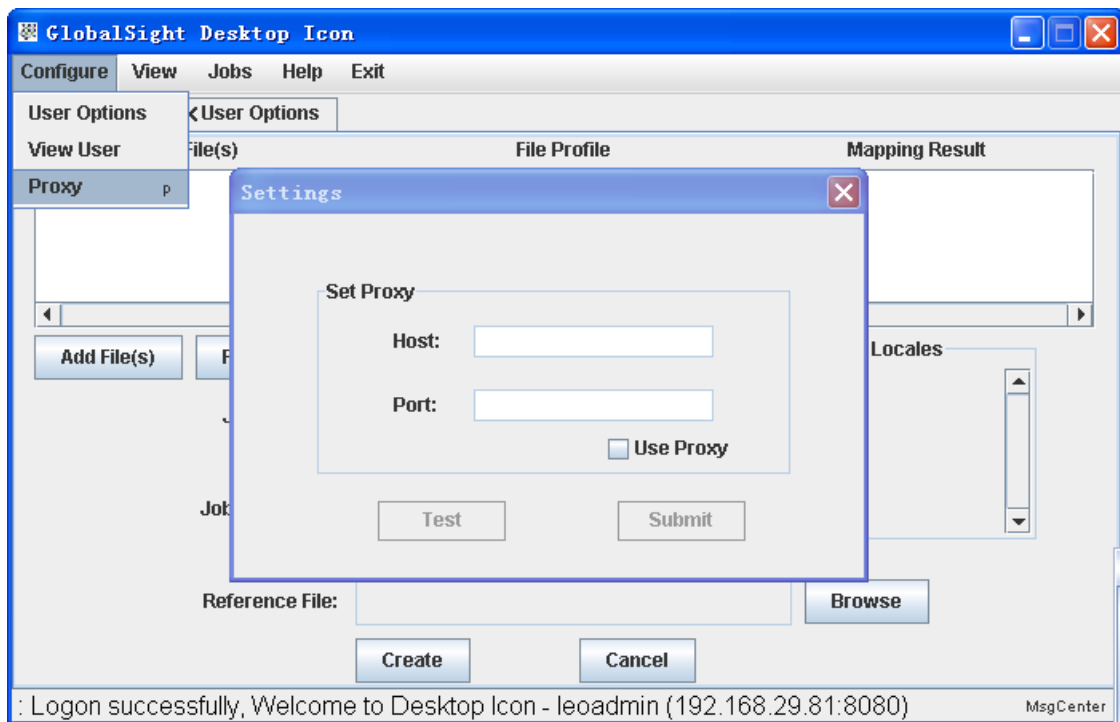 GlobalSight Desktop Icon
Configure View Jobs Help Exit
User Options
User Options
View User
File(s) File Profile Mapping Result
Proxy p
Settings
Set Proxy
Host:
Add File(s)
Locales
Port:
Use Proxy
Test Submit
Reference File:
Browse
Create Cancel
: Logon successfully, Welcome to Desktop Icon - leoadmin (192.168.29.81:8080) MsgCenter